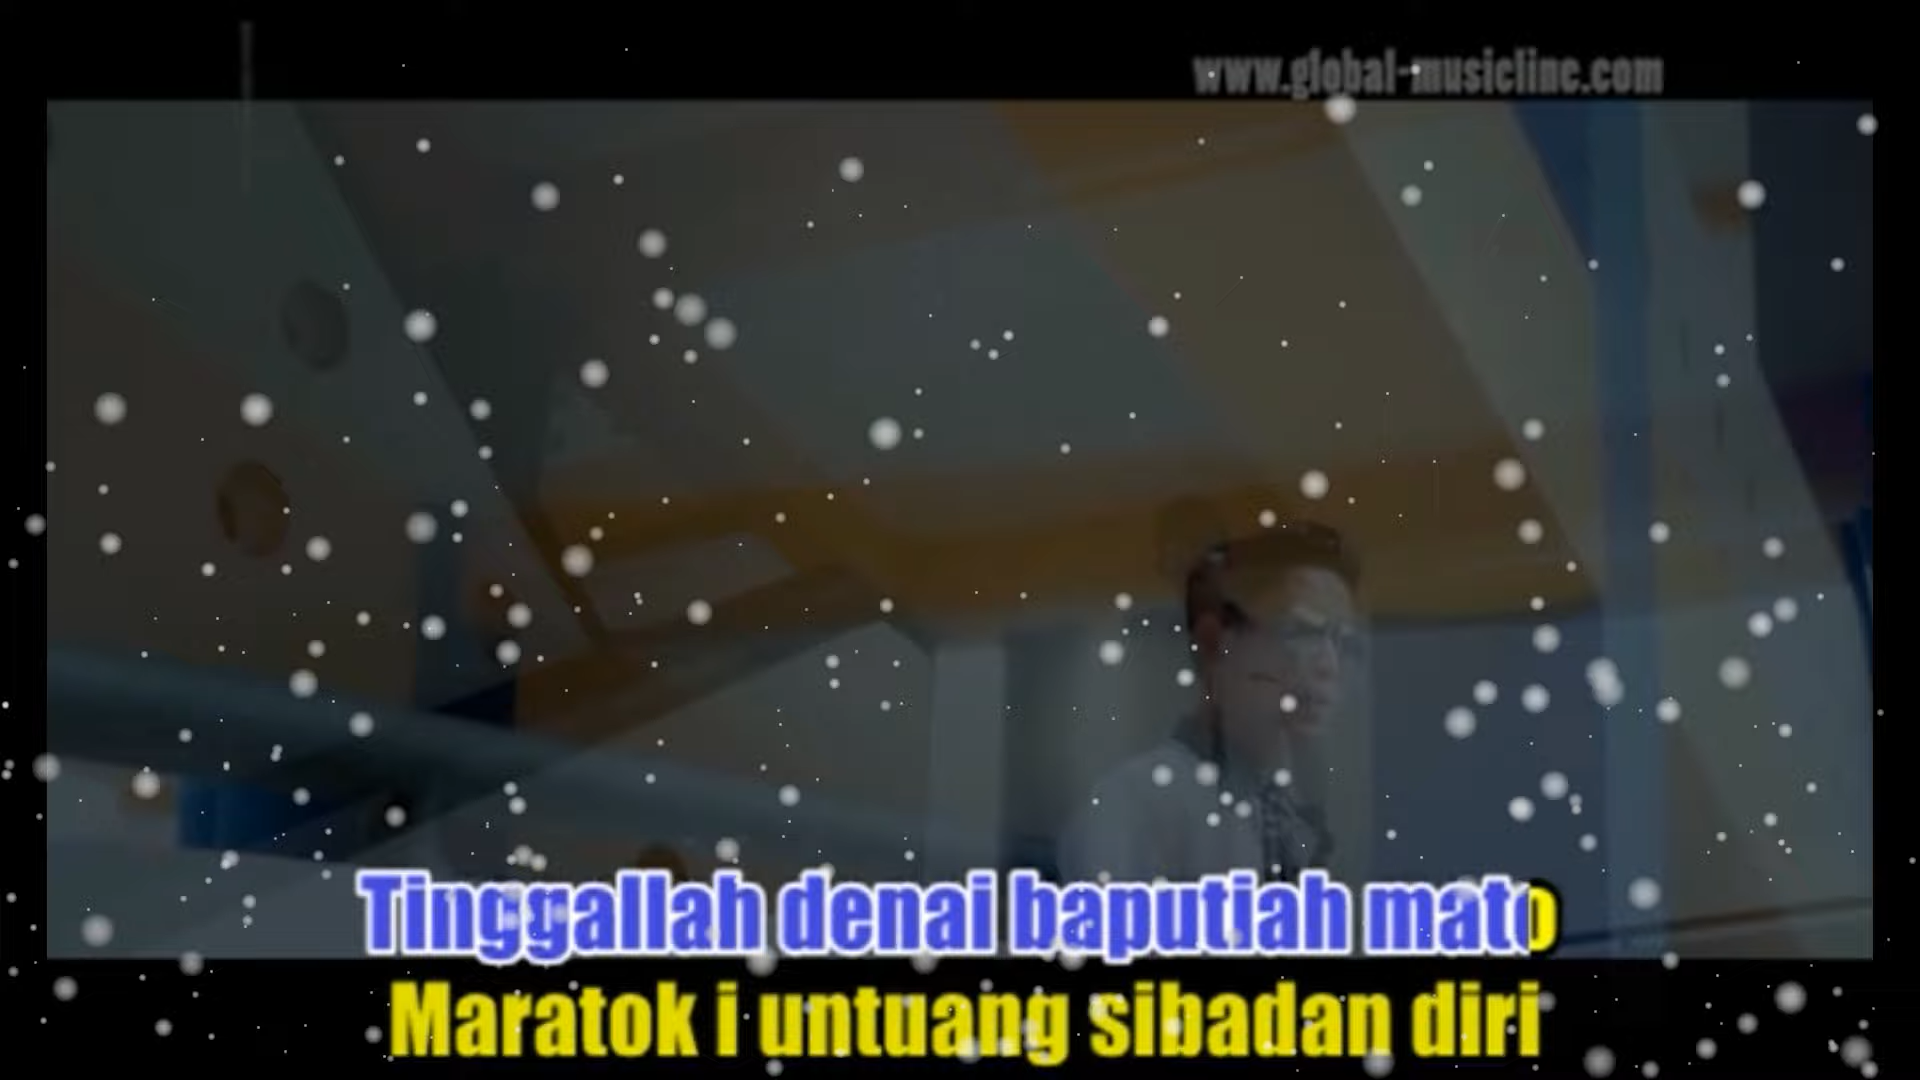 www.global-musicline.com
Tinggallah denai baputiah mato
Maratok i untuang sibadan diri